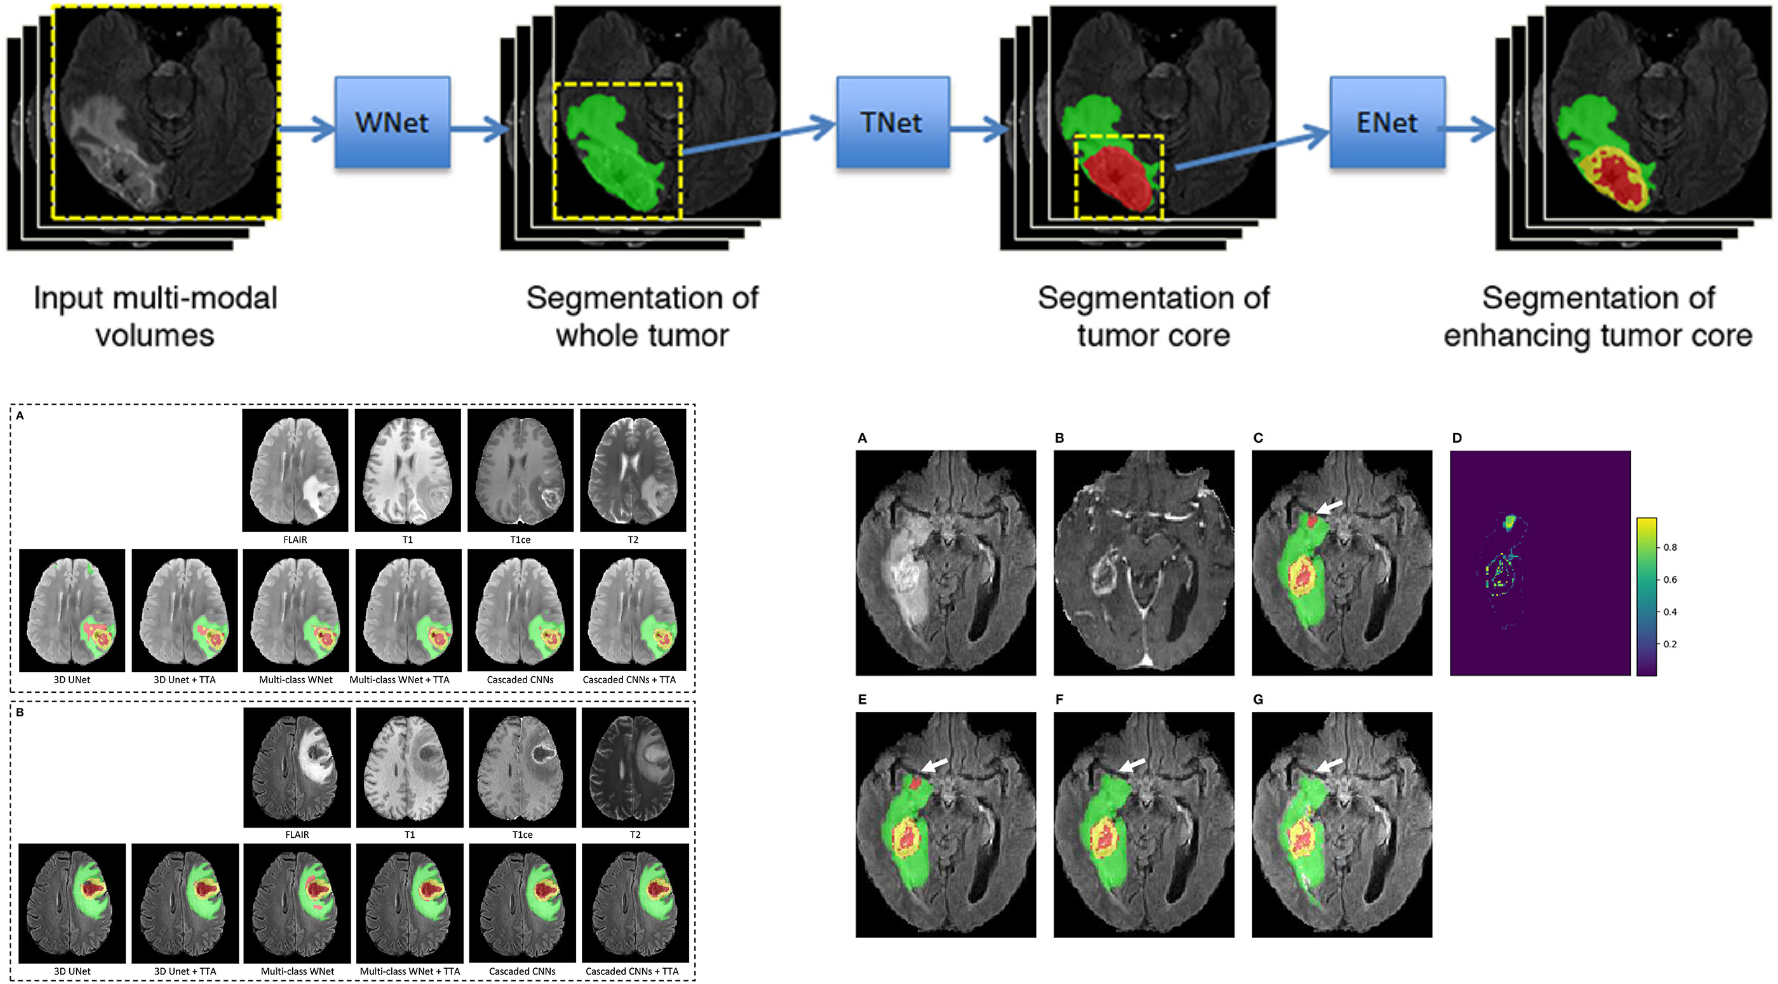 WNet
TNet
ENet
Input multi-modal
volumes
Segmentation of
whole tumor
Segmentation of
tumor core
Segmentation of
enhancing tumor core
A
FLAIR
T1
T1ce
T2
3D UNet
3D Unet + TTA
Multi-class WNet
Multi-class WNet + TTA
Cascaded CNNs
Cascaded CNNs + TTA
B
FLAIR
T1
T1ce
T2
3D UNet
3D Unet + TTA
Multi-class WNet
Multi-class WNet + TTA
Cascaded CNNs
Cascaded CNNs + TTA
A
B
C
D
0.8
0.6
0.4
0.2
E
F
G